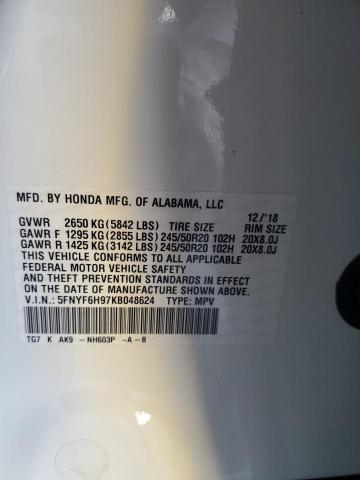 MFD. BY HONDA MFG. OF ALABAMA, LLC
12/'18
GVWR 2650 KG(5842 LBS) TIRE SIZE RIM SIZE
GAWR F 1295 KG(2855 LBS)245/50R20 102H 20X8.0J
GAWR R 1425 KG(3142 LBS)245/50R20 102H 20X8.0J
THIS VEHICLE CONFORMS TO ALL APPLICABLE
FEDERAL MOTOR VEHICLE SAFETY, BUMPER,
AND THEFT PREVENTION STANDARDS IN EFFECT
ON THE DATE OF MANUFACTURE SHOWN ABOVE.
V.I.N.: 5FNYF6H97KB048624 TYPE: MPV
TG7 K AK9 -NH603P -A-B